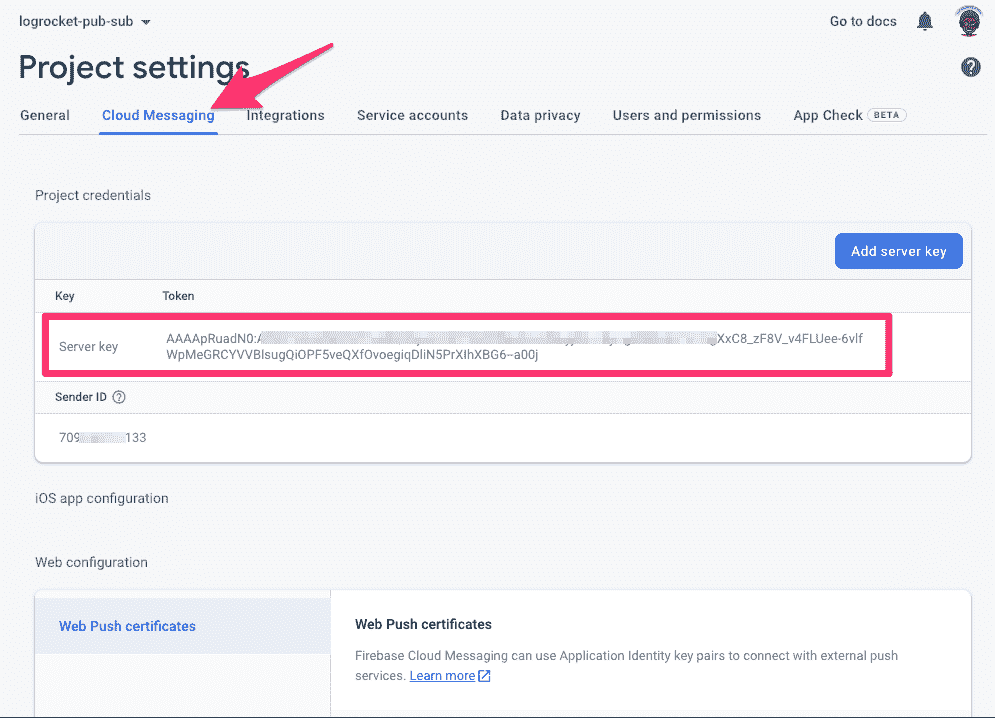 logrocket-pub-sub
Go to docs
Project settings
General
Cloud Messaging
Integrations
Service accounts
Data privacy
Users and permissions
App Check BETA
Project credentials
Add server key
Key Token
Server key
AAAApRuadN0: XxC8_zF8V_v4FLUee-6vlf
WpMeGRCYVVBIsugQiOPF5veQXfOvoegiqDliN5PrXIhXBG6--a00j
Sender ID
709 133
iOS app configuration
Web configuration
Web Push certificates
Web Push certificates
Firebase Cloud Messaging can use Application Identity key pairs to connect with external push
services. Learn more